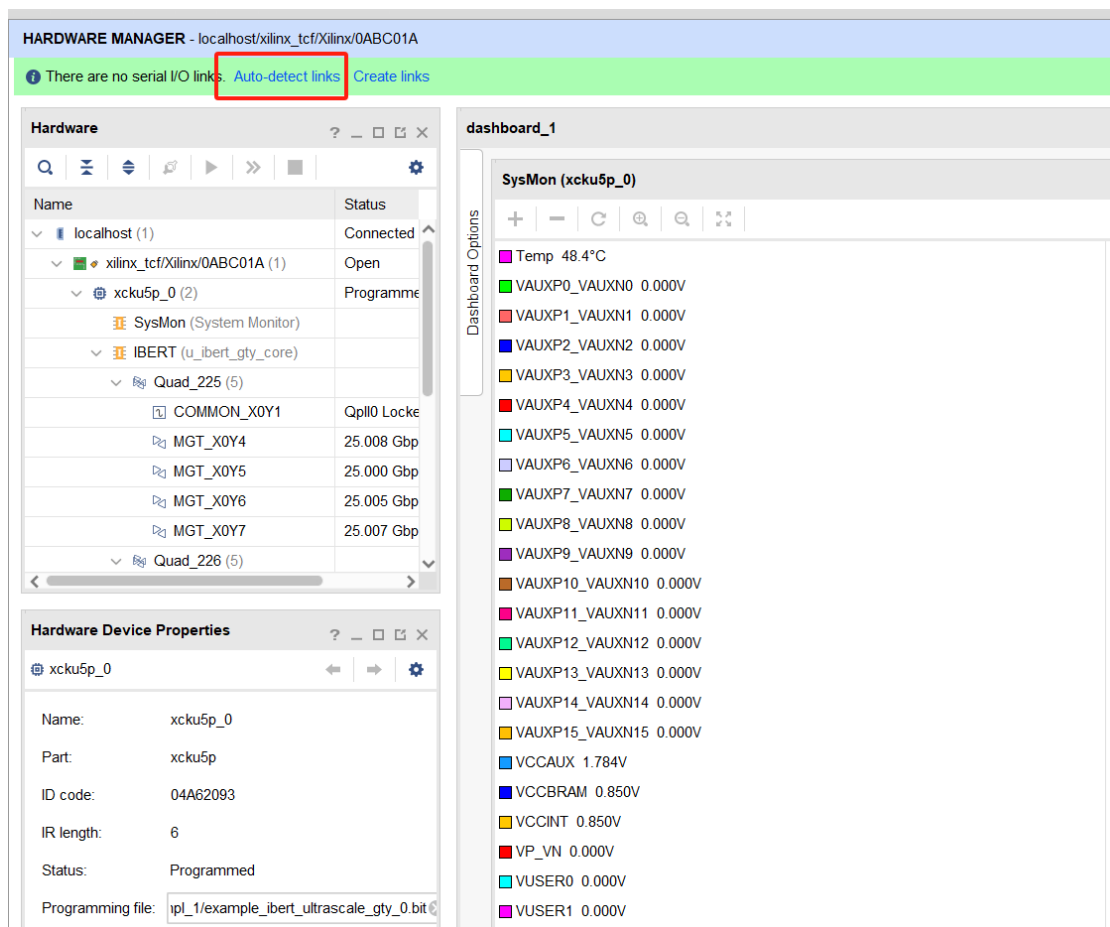 HARDWARE MANAGER - localhost/xilinx_tcf/Xilinx/0ABC01A
There are no serial I/O links. Auto-detect links Create links
Hardware
Name Status
localhost (1) Connected
xilinx_tcf/Xilinx/0ABC01A (1) Open
xcku5p_0 (2) Programme
SysMon (System Monitor)
IBERT (u_ibert_gty_core)
Quad_225 (5)
COMMON_X0Y1 Qpll0 Locke
MGT_X0Y4 25.008 Gbp
MGT_X0Y5 25.000 Gbp
MGT_X0Y6 25.005 Gbp
MGT_X0Y7 25.007 Gbp
Quad_226 (5)
Hardware Device Properties
xcku5p_0
Name: xcku5p_0
Part: xcku5p
ID code: 04A62093
IR length: 6
Status: Programmed
Programming file: npl_1/example_ibert_ultrascale_gty_0.bit
dashboard_1
Dashboard Options
SysMon (xcku5p_0)
Temp 48.4°C
VAUXP0_VAUXN0 0.000V
VAUXP1_VAUXN1 0.000V
VAUXP2_VAUXN2 0.000V
VAUXP3_VAUXN3 0.000V
VAUXP4_VAUXN4 0.000V
VAUXP5_VAUXN5 0.000V
VAUXP6_VAUXN6 0.000V
VAUXP7_VAUXN7 0.000V
VAUXP8_VAUXN8 0.000V
VAUXP9_VAUXN9 0.000V
VAUXP10_VAUXN10 0.000V
VAUXP11_VAUXN11 0.000V
VAUXP12_VAUXN12 0.000V
VAUXP13_VAUXN13 0.000V
VAUXP14_VAUXN14 0.000V
VAUXP15_VAUXN15 0.000V
VCCAUX 1.784V
VCCBRAM 0.850V
VCCINT 0.850V
VP_VN 0.000V
VUSER0 0.000V
VUSER1 0.000V